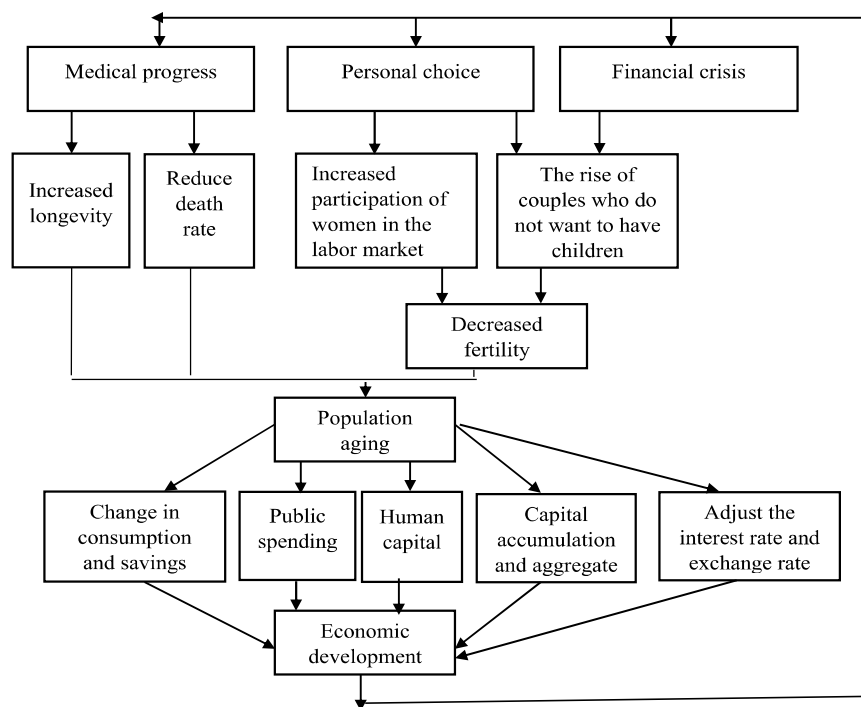 Medical progress
Personal choice
Financial crisis
Increased
longevity
Reduce
death
rate
Increased
participation of
women in the
labor market
The rise of
couples who do
not want to have
children
Decreased
fertility
Population
aging
Change in
consumption
and savings
Public
spending
Human
capital
Capital
accumulation
and aggregate
Adjust the
interest rate and
exchange rate
Economic
development